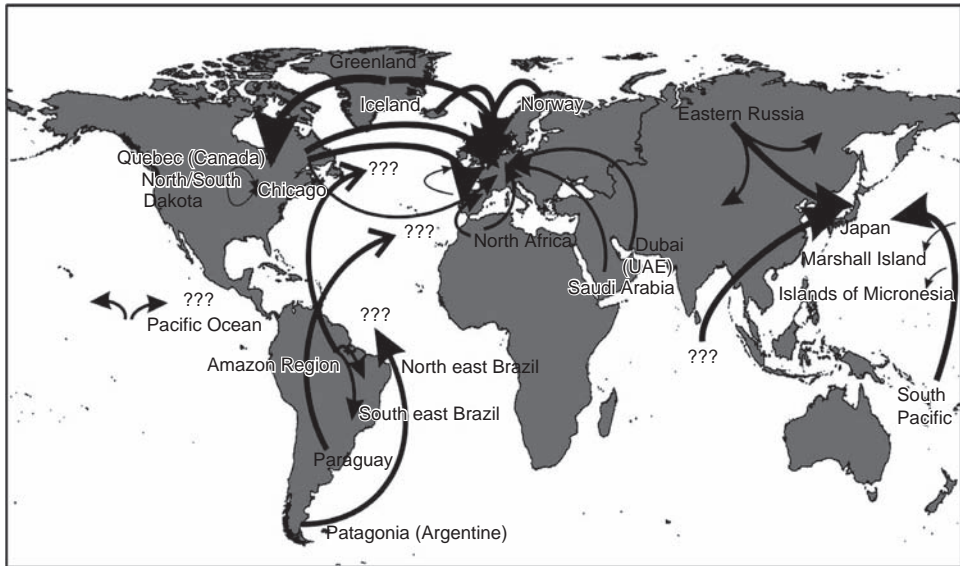 Greenland
Iceland
Norway
Eastern Russia
Quebec (Canada)
North/South
Dakota
Chicago
???
???
North Africa
Dubai
(UAE)
Saudi Arabia
Japan
Marshall Island
Islands of Micronesia
???
Pacific Ocean
???
???
Amazon Region
North east Brazil
South east Brazil
South
Pacific
Paraguay
Patagonia (Argentine)